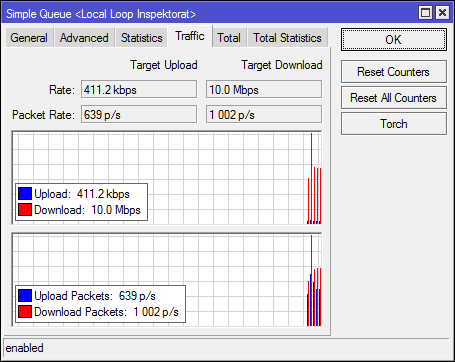 Simple Queue <Local Loop Inspektorat>
General Advanced Statistics Traffic Total Total Statistics
OK
Target Upload Target Download
Reset Counters
Rate: 411.2 kbps 10.0 Mbps
Reset All Counters
Packet Rate: 639 p/s 1 002 p/s
Torch
Upload: 411.2 kbps
Download: 10.0 Mbps
Upload Packets: 639 p/s
Download Packets: 1 002 p/s
enabled